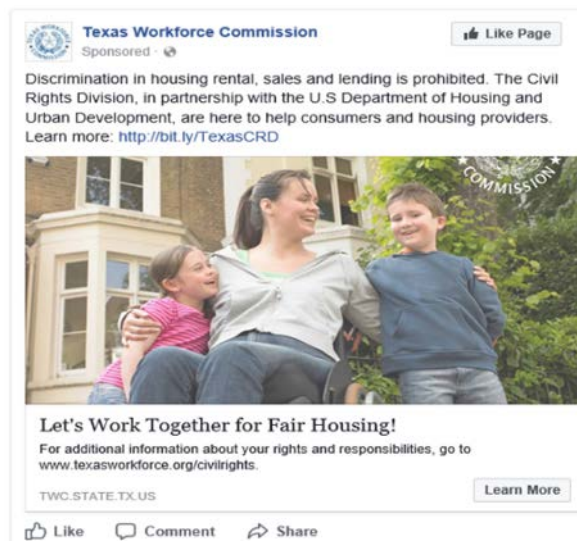 Texas Workforce Commission
Like Page
Sponsored ·
Discrimination in housing rental, sales and lending is prohibited. The Civil
Rights Division, in partnership with the U.S Department of Housing and
Urban Development, are here to help consumers and housing providers.
Learn more: http://bit.ly/TexasCRD
COMMISSION
Let's Work Together for Fair Housing!
For additional information about your rights and responsibilities, go to
www.texasworkforce.org/civilrights.
TWC.STATE.TX.US
Learn More
Like Comment Share